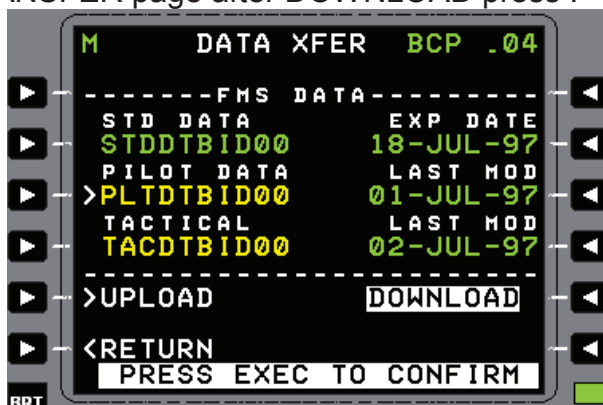 NSFER page after DOWNLOAD press .
M DATA XFER BCP .04
-------FMS DATA---------
STD DATA EXP DATE
STDDTBID00 18-JUL-97
PILOT DATA LAST MOD
>PLTDTBID00 01-JUL-97
TACTICAL LAST MOD
TACDTBID00 02-JUL-97
------------------------
>UPLOAD DOWNLOAD
<RETURN
PRESS EXEC TO CONFIRM
BRT